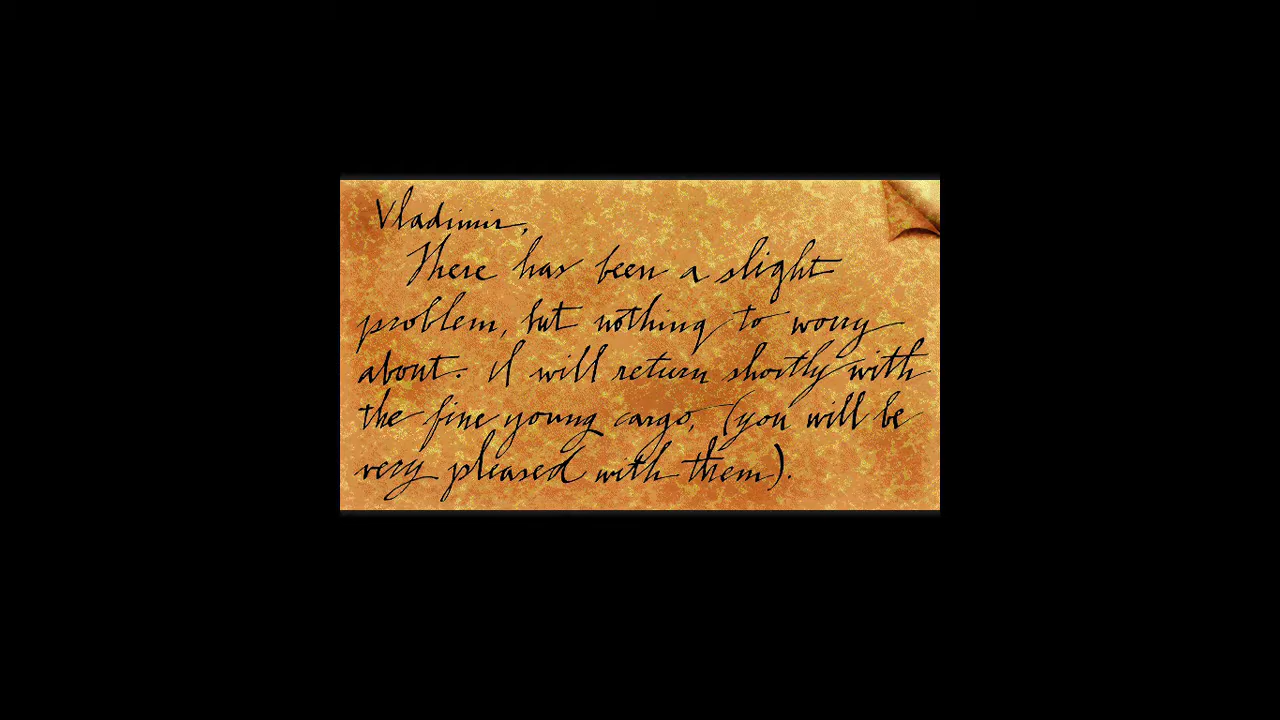 Vladimir,
There has been a slight
problem, but nothing to worry
about. I will return shortly with
the fine young cargo, (you will be
very pleased with them).